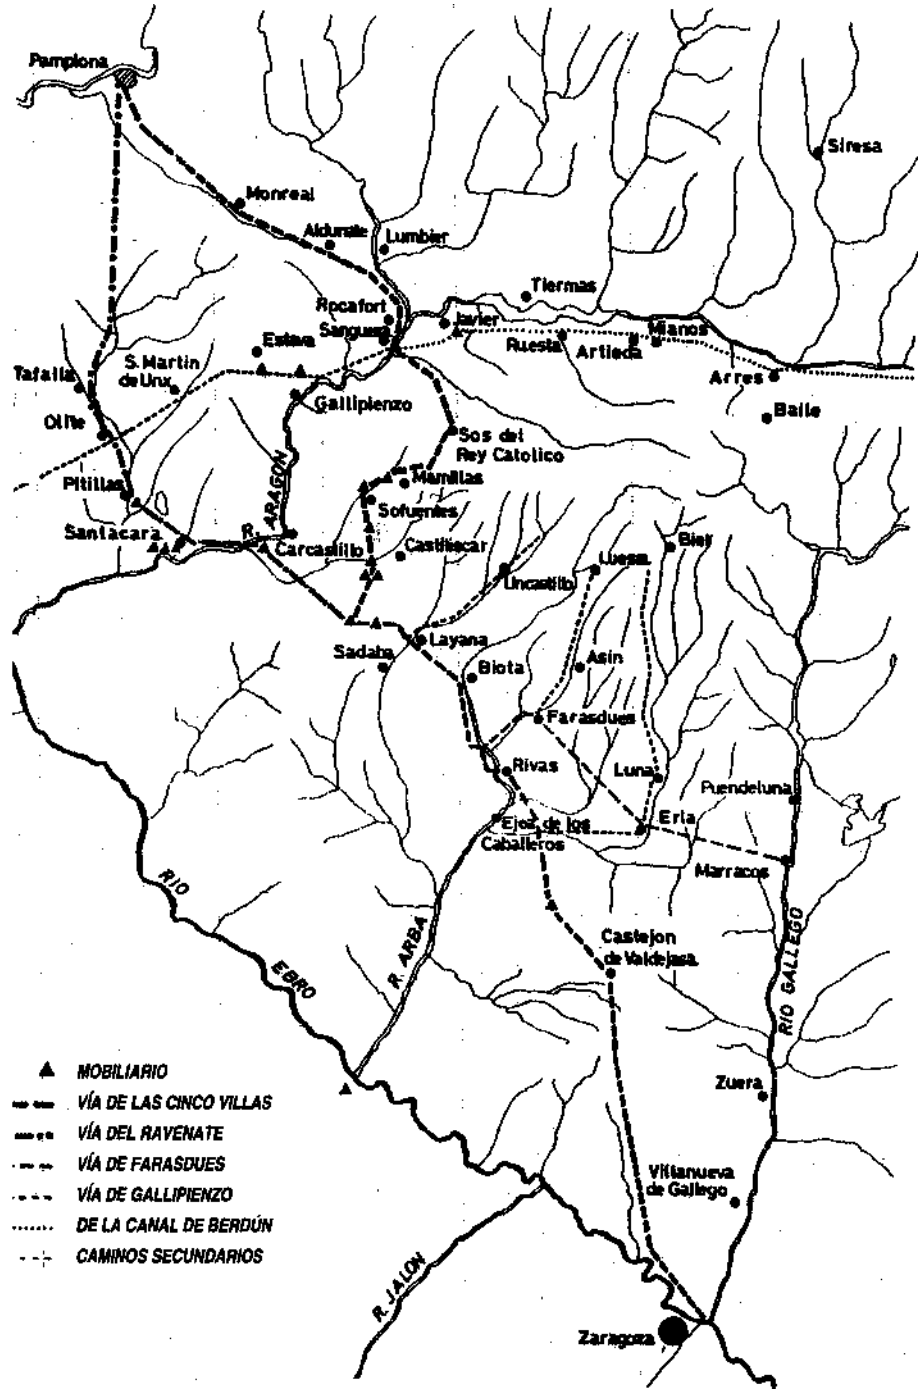 Pamplona
Siresa
Monreal
Aldunate
Lumbier
Tiermas
Rocafort
Sanguesa
Javier
Mianos
Eslava
Ruesta
Artieda
S. Martin
de Unx
Tafalla
Arres
Gallipienzo
Baile
Olite
Sos del
Rey Catolico
R. ARAGON
Mamillas
Pitillas
Sofuentes
Santacara
Carcastillo
Castiliscar
Biel
Luesia
Uncastillo
Layana
Sadaba
Biota
Asin
Farasdues
Rivas
Luna
Puendeluna
Ejea de los
Caballeros
Erla
Marracos
RIO
EBRO
R. ARBA
Castejon
de Valdejasa
RIO GALLEGO
Zuera
Villanueva
de Gallego
R. JALON
Zaragoza
MOBILIARIO
VÍA DE LAS CINCO VILLAS
VÍA DEL RAVENATE
VÍA DE FARASDUES
VÍA DE GALLIPIENZO
DE LA CANAL DE BERDÚN
CAMINOS SECUNDARIOS